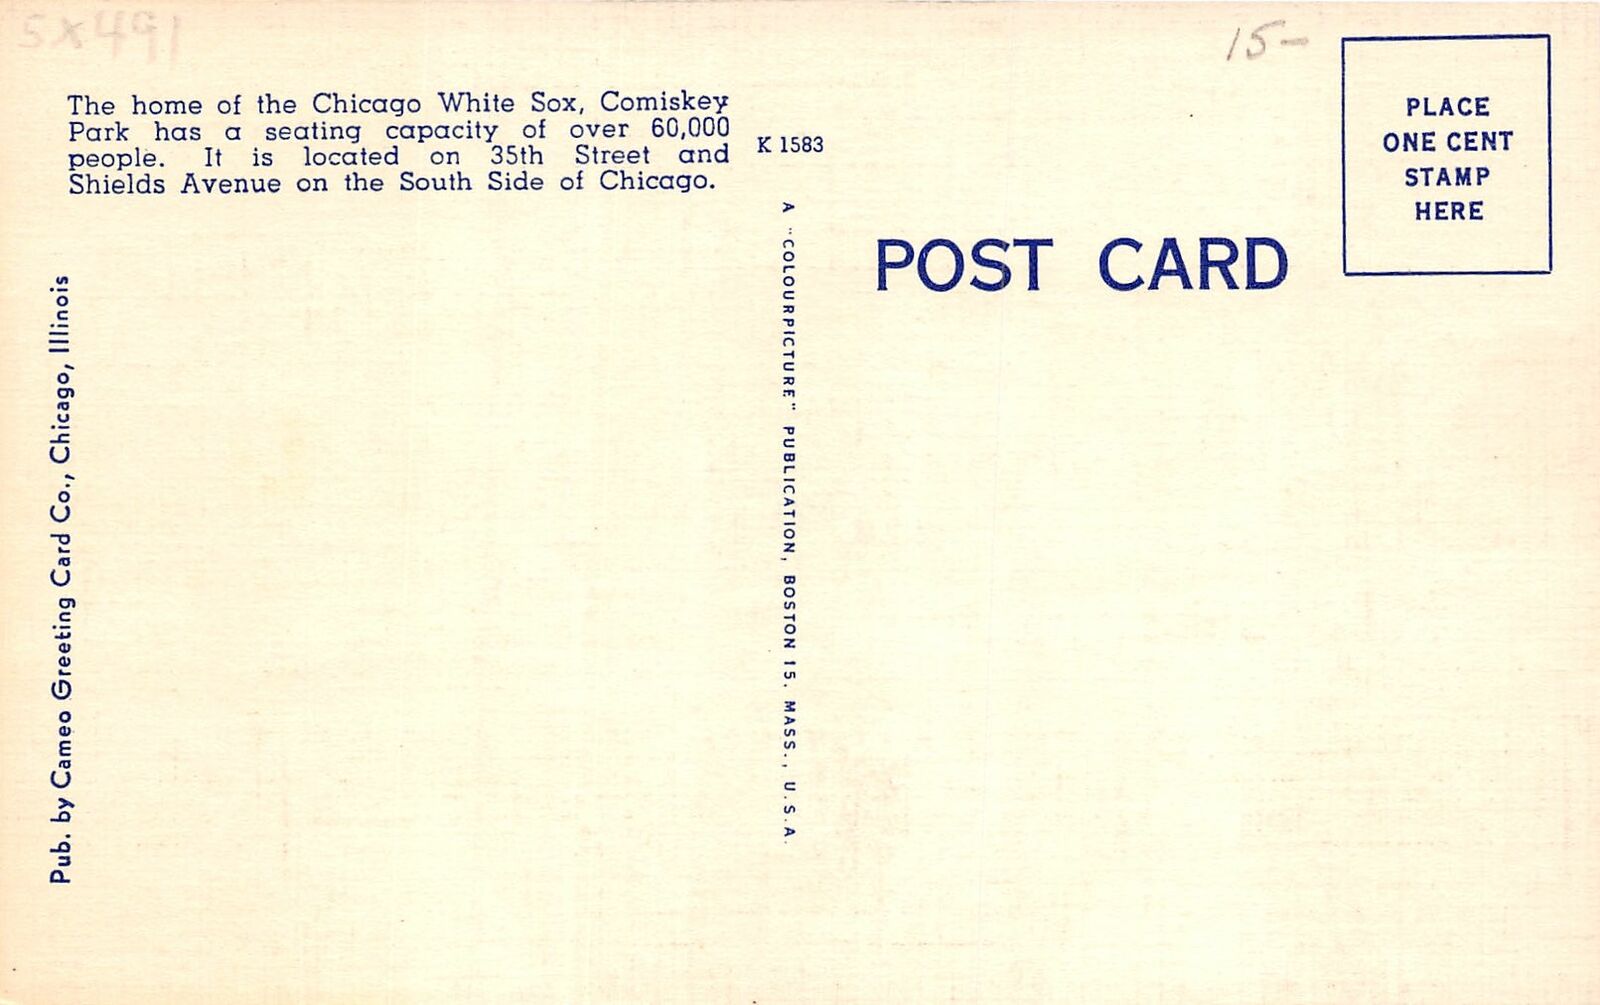 5X491
15-
The home of the Chicago White Sox, Comiskey
Park has a seating capacity of over 60,000
people. It is located on 35th Street and
Shields Avenue on the South Side of Chicago.
K 1583
PLACE
ONE CENT
STAMP
HERE
POST CARD
Pub. by Cameo Greeting Card Co., Chicago, Illinois
A "COLOURPICTURE" PUBLICATION, BOSTON 15, MASS., U.S.A.